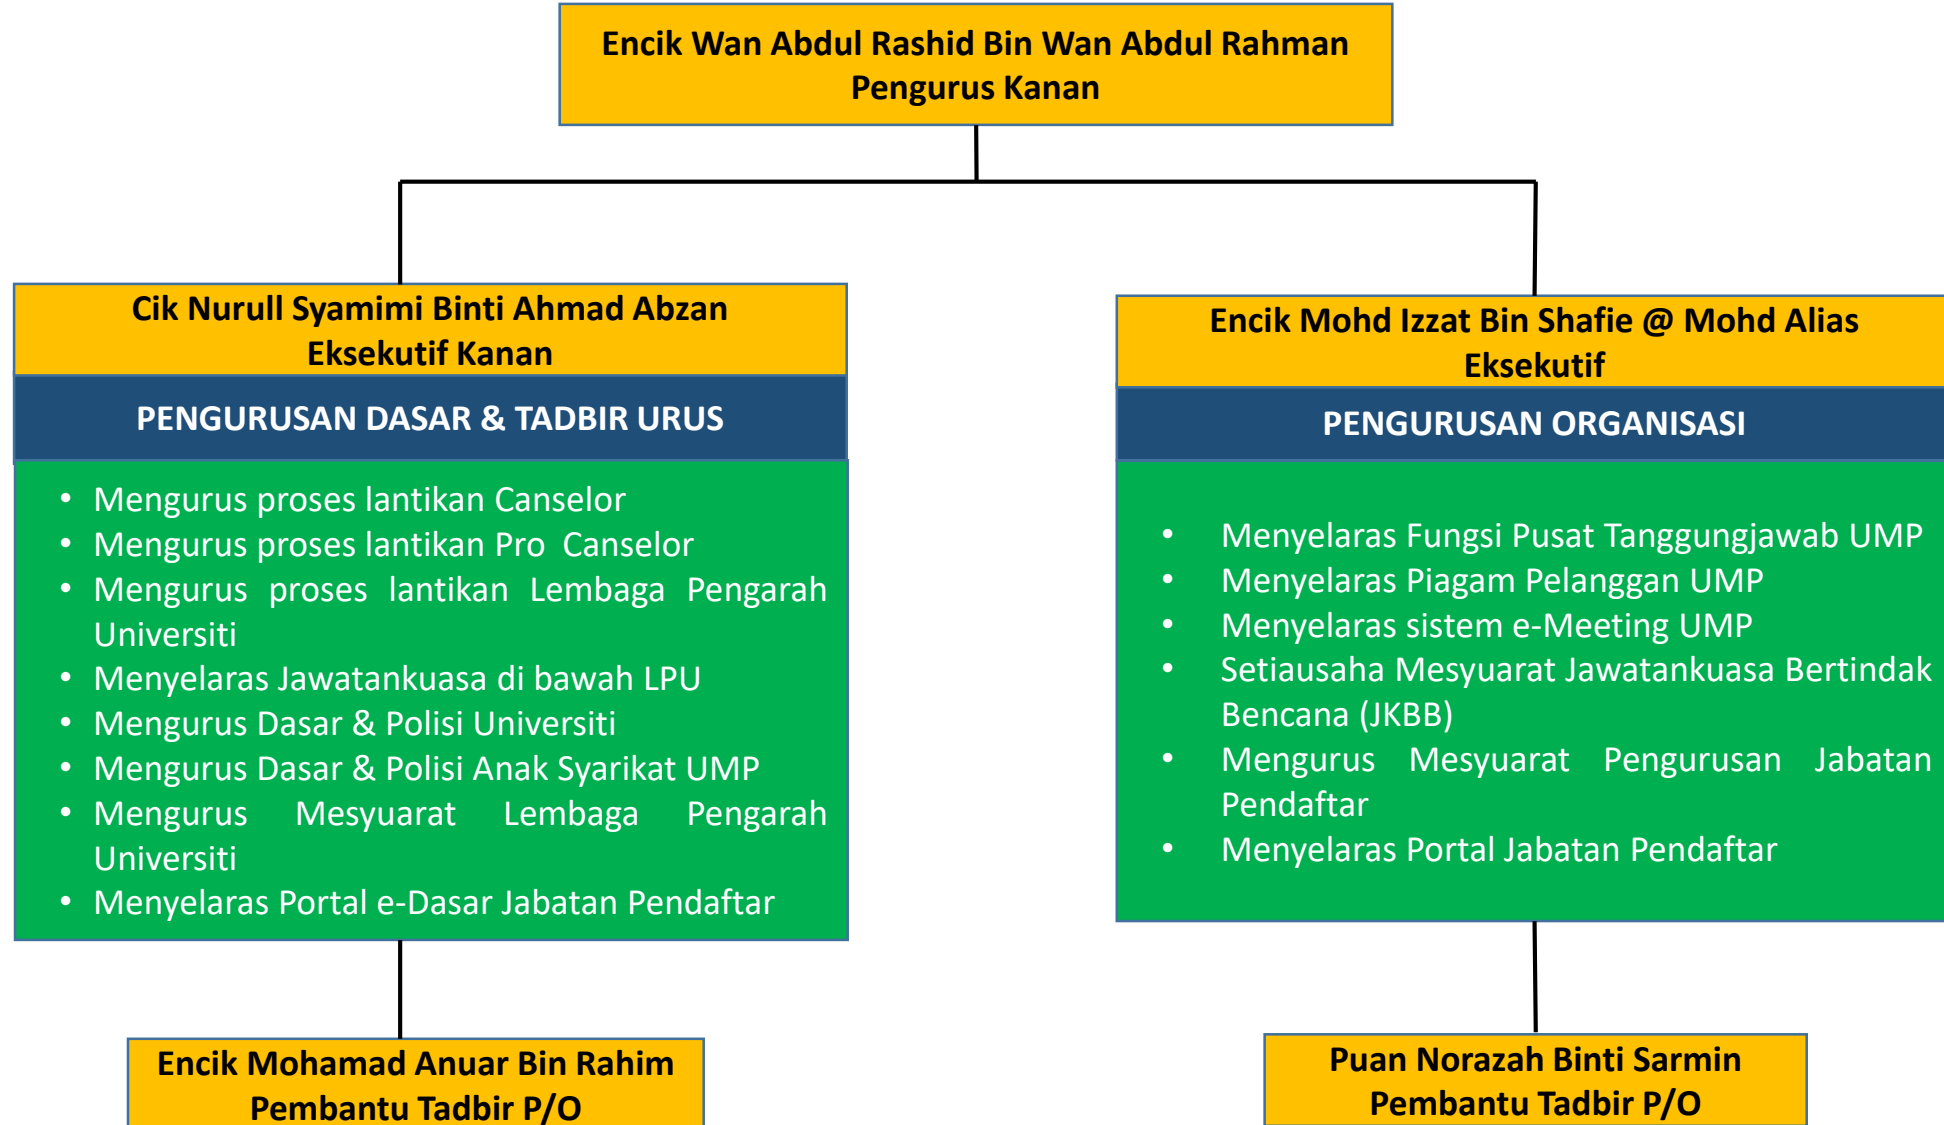 Encik Wan Abdul Rashid Bin Wan Abdul Rahman
Pengurus Kanan
Cik Nurull Syamimi Binti Ahmad Abzan
Eksekutif Kanan
PENGURUSAN DASAR & TADBIR URUS
• Mengurus proses lantikan Canselor
• Mengurus proses lantikan Pro Canselor
• Mengurus proses lantikan Lembaga Pengarah
Universiti
• Menyelaras Jawatankuasa di bawah LPU
• Mengurus Dasar & Polisi Universiti
• Mengurus Dasar & Polisi Anak Syarikat UMP
• Mengurus Mesyuarat Lembaga Pengarah
Universiti
• Menyelaras Portal e-Dasar Jabatan Pendaftar
Encik Mohamad Anuar Bin Rahim
Pembantu Tadbir P/O
Encik Mohd Izzat Bin Shafie @ Mohd Alias
Eksekutif
PENGURUSAN ORGANISASI
• Menyelaras Fungsi Pusat Tanggungjawab UMP
• Menyelaras Piagam Pelanggan UMP
• Menyelaras sistem e-Meeting UMP
• Setiausaha Mesyuarat Jawatankuasa Bertindak
Bencana (JKBB)
• Mengurus Mesyuarat Pengurusan Jabatan
Pendaftar
• Menyelaras Portal Jabatan Pendaftar
Puan Norazah Binti Sarmin
Pembantu Tadbir P/O